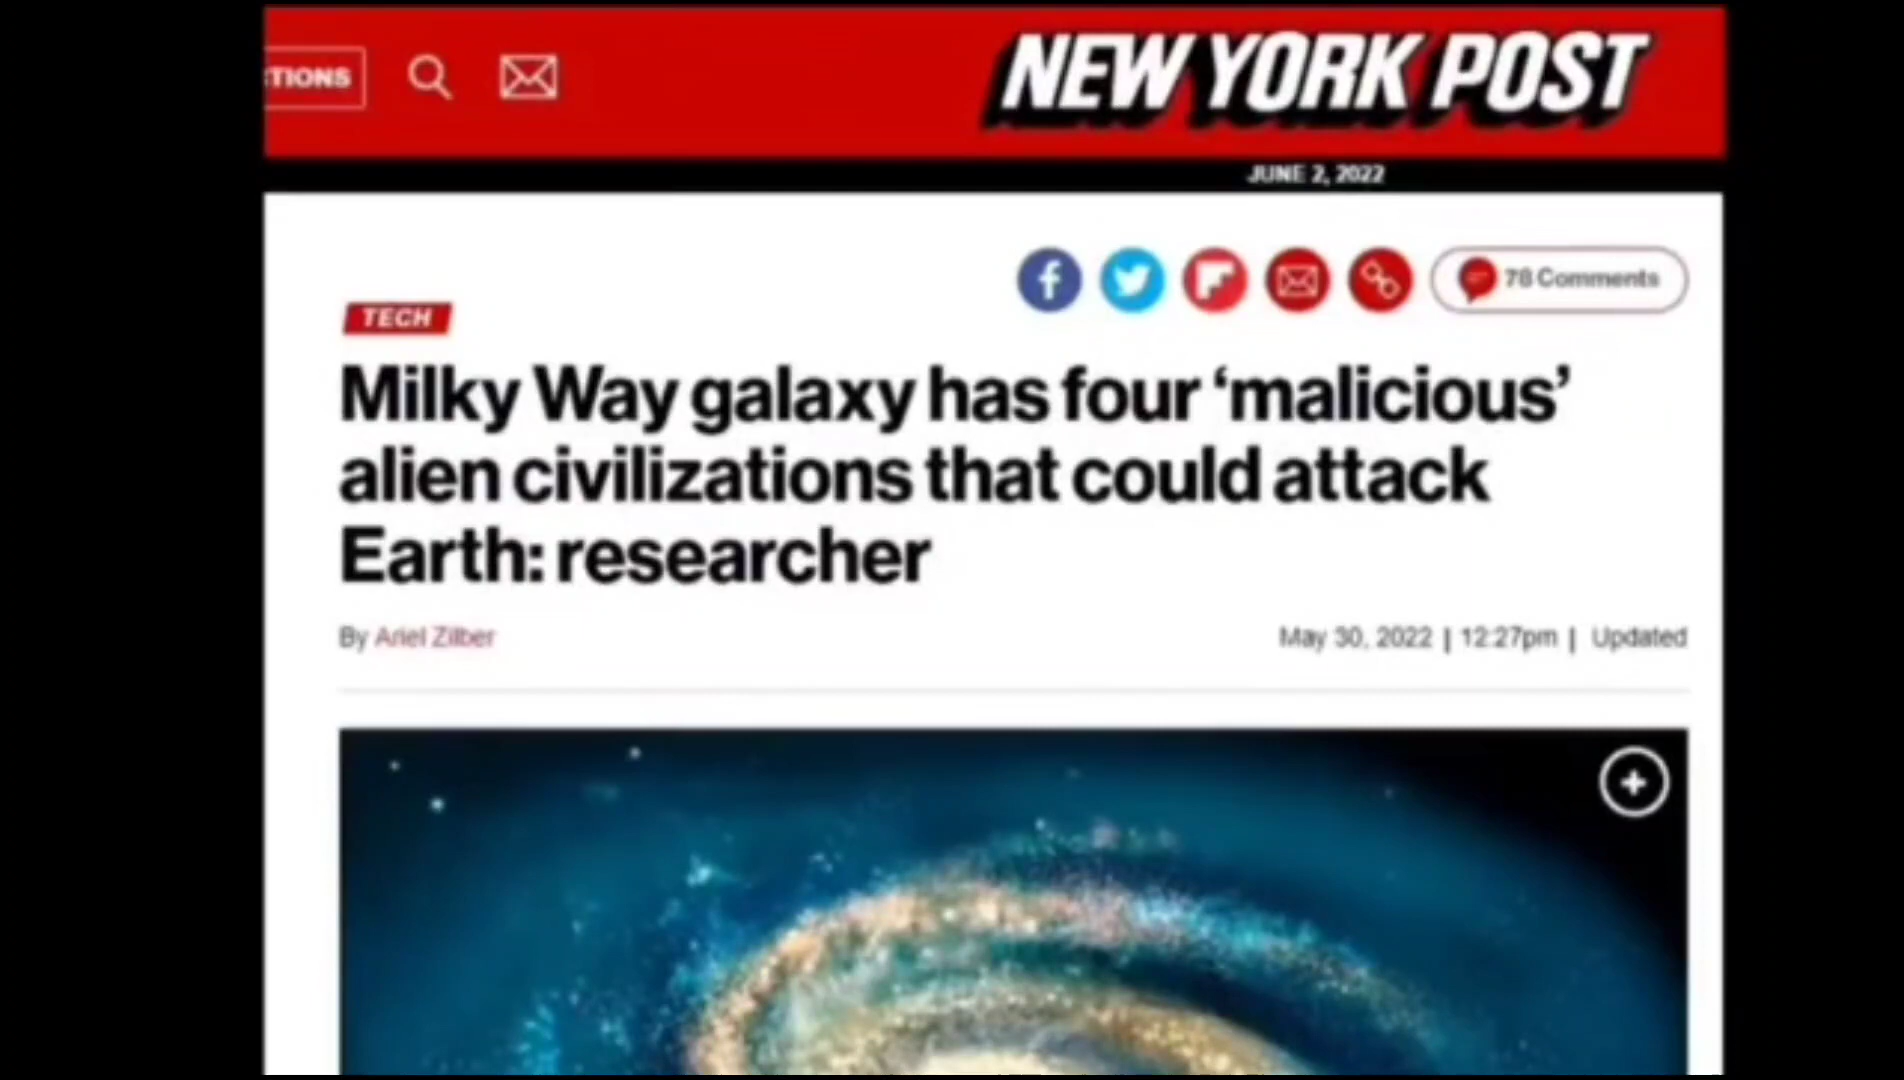 TIONS
NEW YORK POST
JUNE 2, 2022
78 Comments
TECH
Milky Way galaxy has four ‘malicious’
alien civilizations that could attack
Earth: researcher
By Ariel Zilber
May 30, 2022 | 12:27pm | Updated